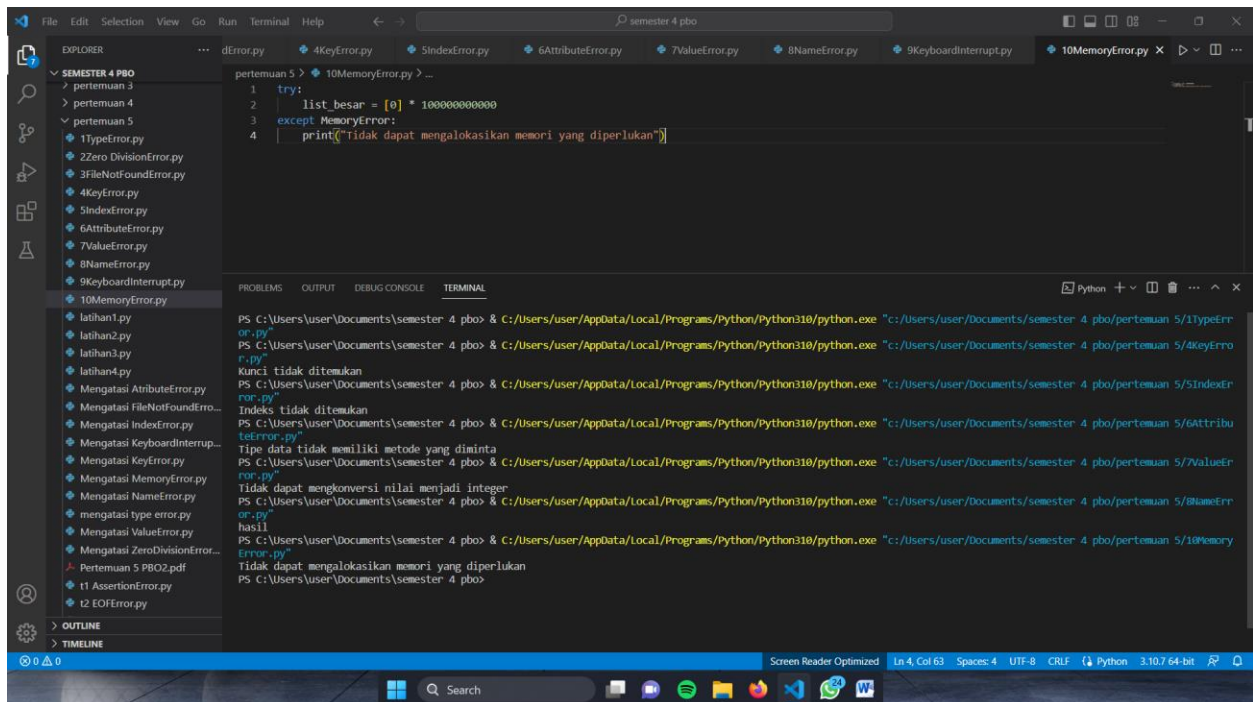 File Edit Selection View Go Run Terminal Help
semester 4 pbo
EXPLORER
dError.py 4KeyError.py 5IndexError.py 6AttributeError.py 7ValueError.py 8NameError.py 9KeyboardInterrupt.py 10MemoryError.py
SEMESTER 4 PBO
pertemuan 3
pertemuan 4
pertemuan 5
1TypeError.py
2Zero DivisionError.py
3FileNotFoundError.py
4KeyError.py
5IndexError.py
6AttributeError.py
7ValueError.py
8NameError.py
9KeyboardInterrupt.py
10MemoryError.py
latihan1.py
latihan2.py
latihan3.py
latihan4.py
Mengatasi AtributeError.py
Mengatasi FileNotFoundErro...
Mengatasi IndexError.py
Mengatasi KeyboardInterrup...
Mengatasi KeyError.py
Mengatasi MemoryError.py
Mengatasi NameError.py
mengatasi type error.py
Mengatasi ValueError.py
Mengatasi ZeroDivisionError...
Pertemuan 5 PBO2.pdf
t1 AssertionError.py
t2 EOFError.py
OUTLINE
TIMELINE
pertemuan 5 > 10MemoryError.py > ...
1 try:
2 list_besar = [0] * 100000000000
3 except MemoryError:
4 print("Tidak dapat mengalokasikan memori yang diperlukan")
PROBLEMS OUTPUT DEBUG CONSOLE TERMINAL
Python
PS C:\Users\user\Documents\semester 4 pbo> & C:/Users/user/AppData/Local/Programs/Python/Python310/python.exe "c:/Users/user/Documents/semester 4 pbo/pertemuan 5/1TypeErr
or.py"
PS C:\Users\user\Documents\semester 4 pbo> & C:/Users/user/AppData/Local/Programs/Python/Python310/python.exe "c:/Users/user/Documents/semester 4 pbo/pertemuan 5/4KeyErro
r.py"
Kunci tidak ditemukan
PS C:\Users\user\Documents\semester 4 pbo> & C:/Users/user/AppData/Local/Programs/Python/Python310/python.exe "c:/Users/user/Documents/semester 4 pbo/pertemuan 5/5IndexEr
ror.py"
Indeks tidak ditemukan
PS C:\Users\user\Documents\semester 4 pbo> & C:/Users/user/AppData/Local/Programs/Python/Python310/python.exe "c:/Users/user/Documents/semester 4 pbo/pertemuan 5/6Attribu
teError.py"
Tipe data tidak memiliki metode yang diminta
PS C:\Users\user\Documents\semester 4 pbo> & C:/Users/user/AppData/Local/Programs/Python/Python310/python.exe "c:/Users/user/Documents/semester 4 pbo/pertemuan 5/7ValueEr
ror.py"
Tidak dapat mengkonversi nilai menjadi integer
PS C:\Users\user\Documents\semester 4 pbo> & C:/Users/user/AppData/Local/Programs/Python/Python310/python.exe "c:/Users/user/Documents/semester 4 pbo/pertemuan 5/8NameErr
or.py"
hasil
PS C:\Users\user\Documents\semester 4 pbo> & C:/Users/user/AppData/Local/Programs/Python/Python310/python.exe "c:/Users/user/Documents/semester 4 pbo/pertemuan 5/10Memory
Error.py"
Tidak dapat mengalokasikan memori yang diperlukan
PS C:\Users\user\Documents\semester 4 pbo>
7
0 0
Screen Reader Optimized Ln 4, Col 63 Spaces: 4 UTF-8 CRLF Python 3.10.7 64-bit
Search
24
W